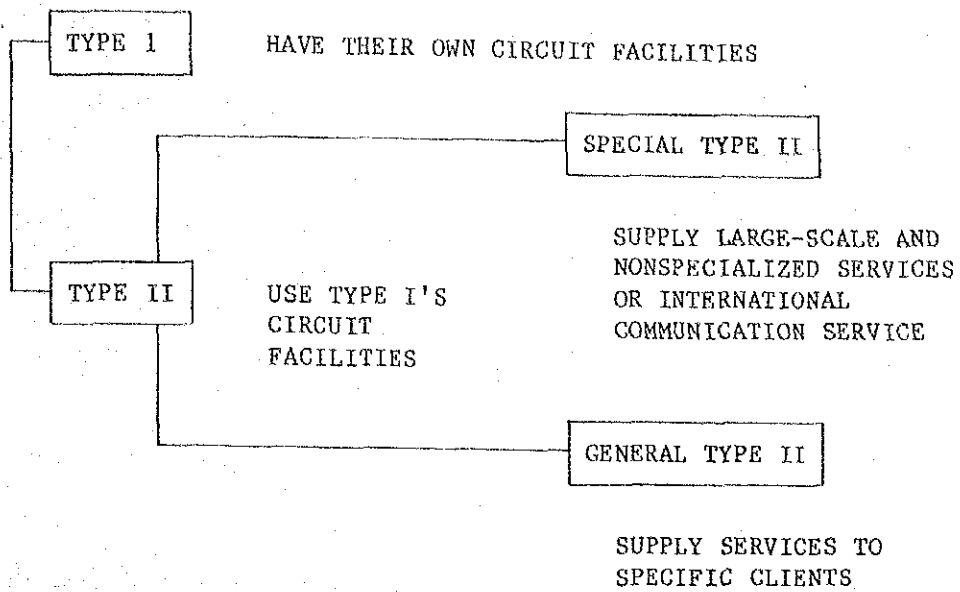 TYPE 1
HAVE THEIR OWN CIRCUIT FACILITIES
SPECIAL TYPE II
SUPPLY LARGE-SCALE AND
NONSPECIALIZED SERVICES
OR INTERNATIONAL
COMMUNICATION SERVICE
TYPE II
USE TYPE I'S
CIRCUIT
FACILITIES
GENERAL TYPE II
SUPPLY SERVICES TO
SPECIFIC CLIENTS